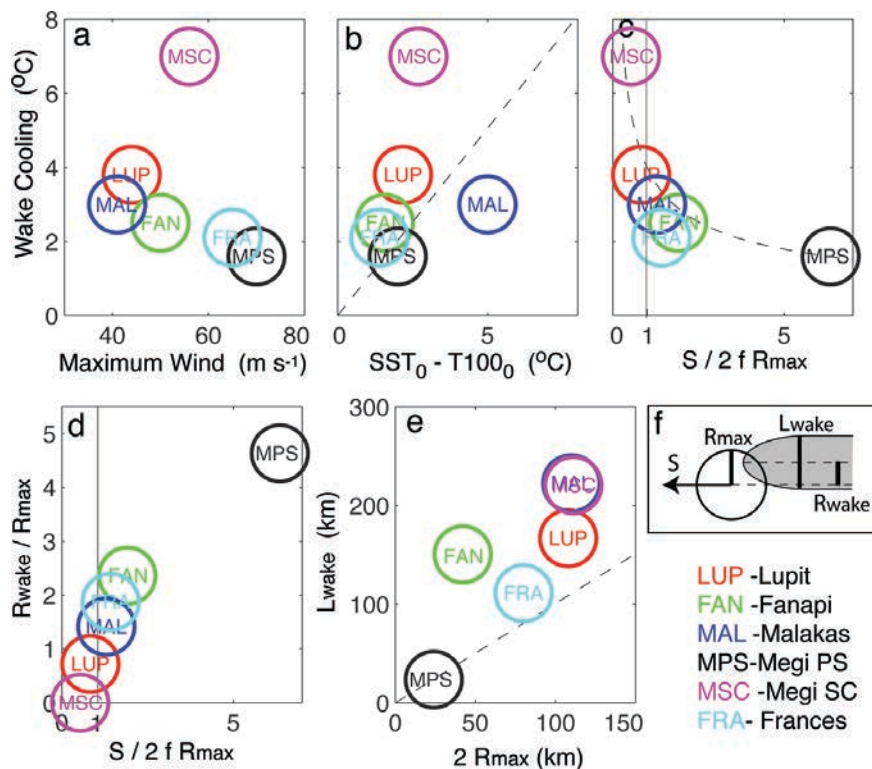 a
b
c
8
6
4
2
0
Wake Cooling (°C)
MSC
LUP
MAL
FAN
FRA
MPS
40
60
80
Maximum Wind (m s-1)
MSC
LUP
MAL
FAN
FRA
MPS
0
5
SST0 - T1000 (°C)
MSC
LUP
MAL
FAN
FRA
MPS
0
1
5
S / 2 f Rmax
d
5
4
3
2
1
0
Rwake / Rmax
MPS
FAN
FRA
MAL
LUP
MSC
0
1
5
S / 2 f Rmax
e
300
200
100
0
Lwake (km)
MAL
MSC
LUP
FAN
FRA
MPS
0
50
100
150
2 Rmax (km)
f
Lwake
Rmax
S
Rwake
LUP -Lupit
FAN -Fanapi
MAL -Malakas
MPS-Megi PS
MSC -Megi SC
FRA- Frances